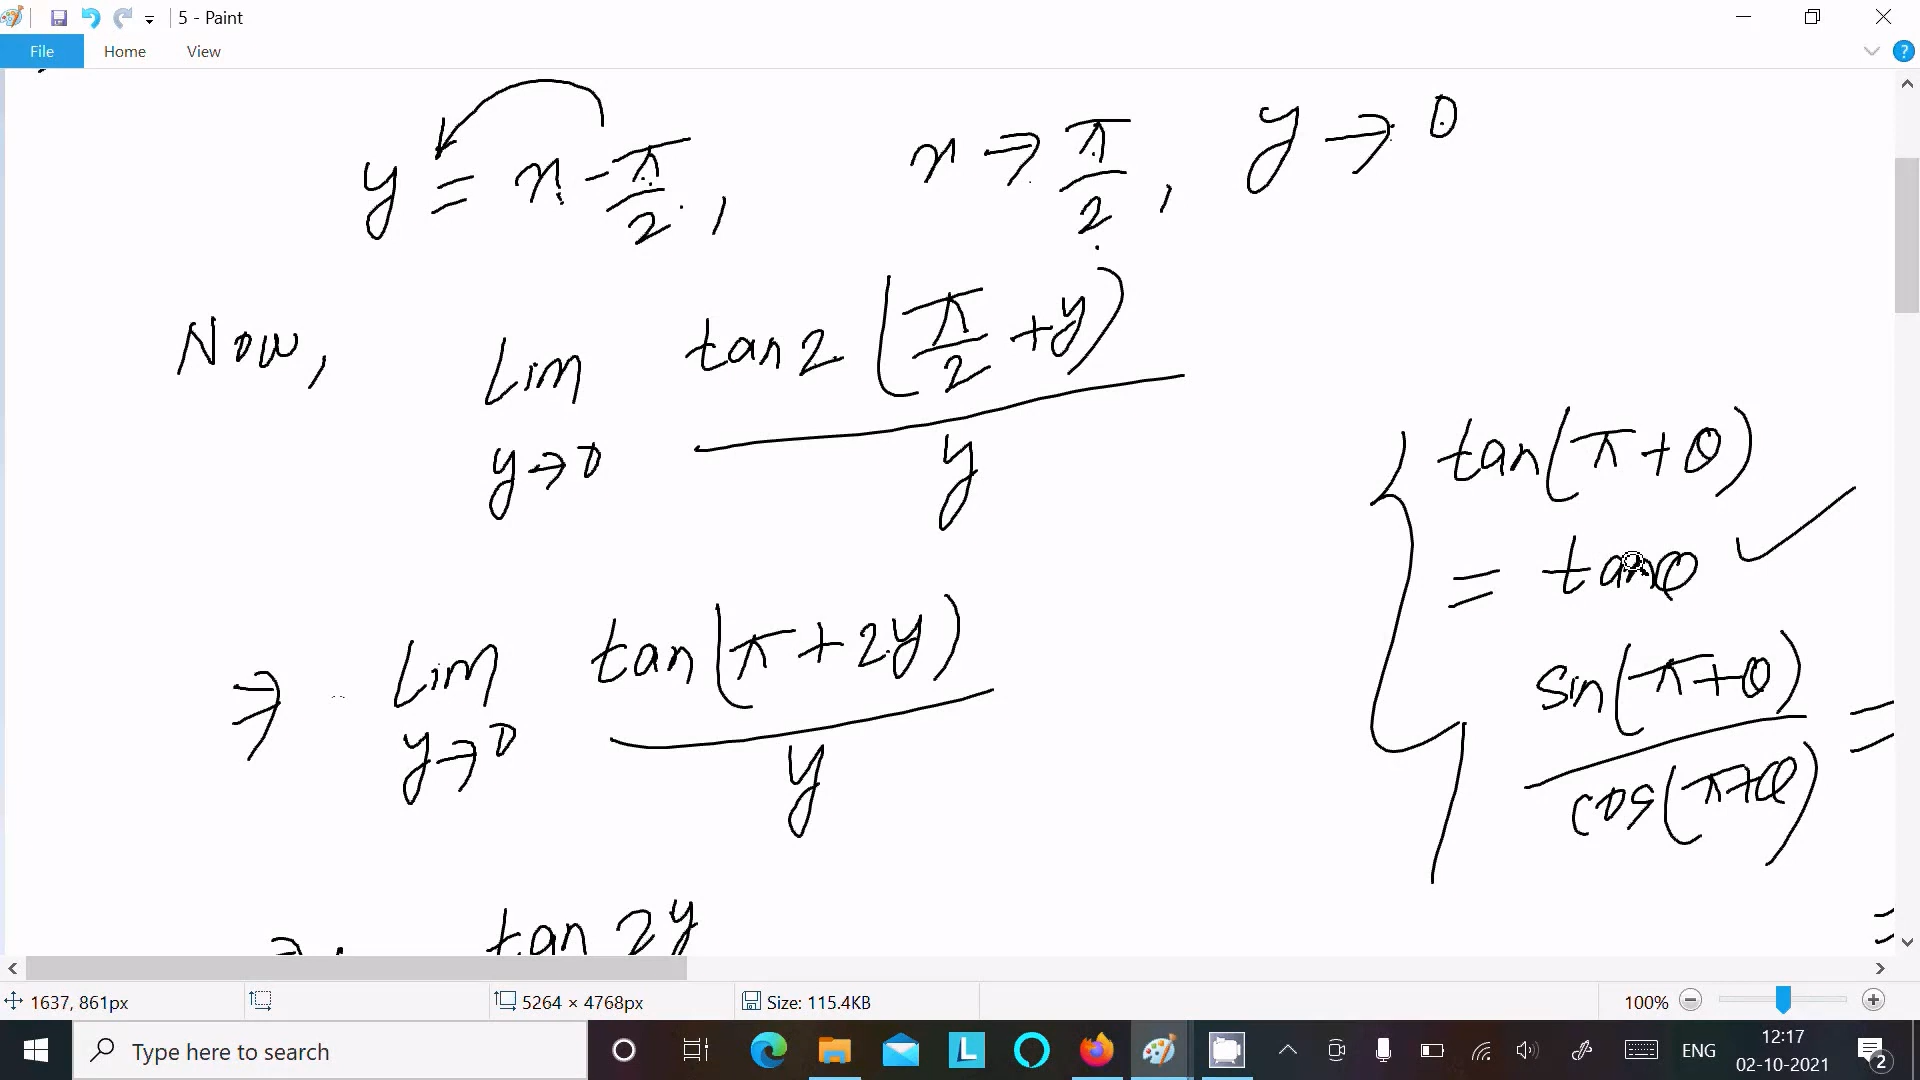 5 - Paint
File Home View
y = x - π/2, x → π/2, y → 0
Now, Lim y→0 tan 2 (π/2 + y) / y
tan(π + θ)
= tanθ ✓
⇒ Lim y→0 tan(π + 2y) / y
sin(π+θ) / cos(π+θ) =
tan 2y
=
1637, 861px 5264 × 4768px Size: 115.4KB 100%
Type here to search L ENG 12:17
02-10-2021 2